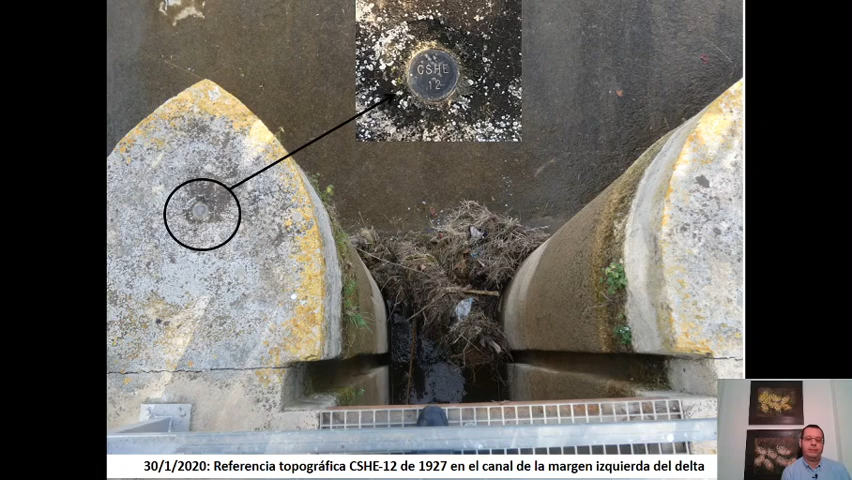 CSHE
12
30/1/2020: Referencia topográfica CSHE-12 de 1927 en el canal de la margen izquierda del delta